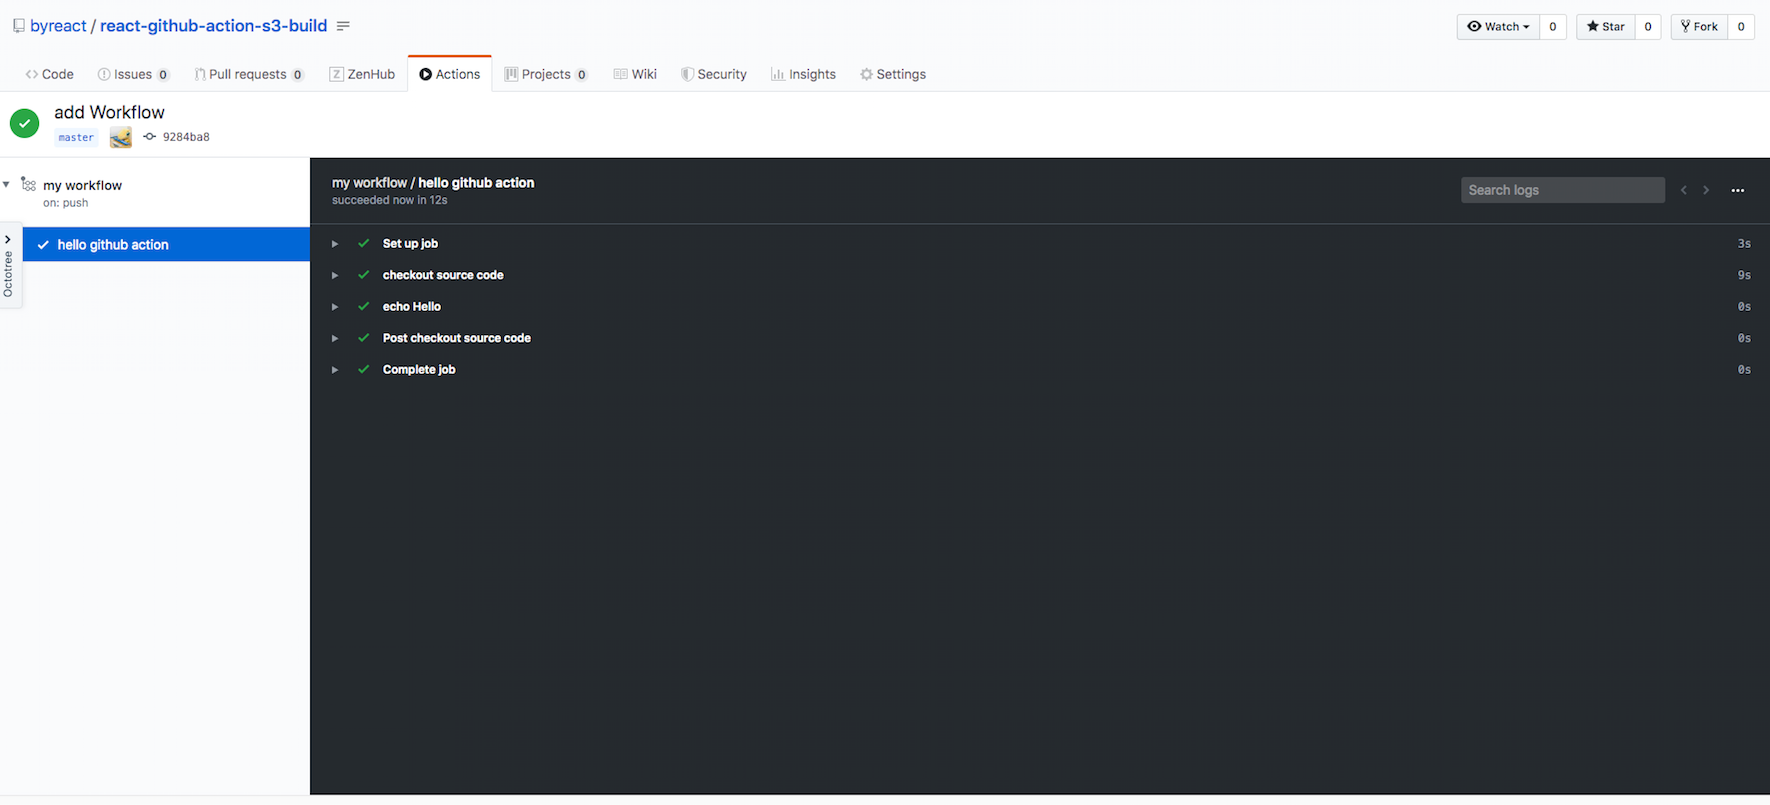 byreact / react-github-action-s3-build
Watch 0 Star 0 Fork 0
Code Issues 0 Pull requests 0 Z ZenHub Actions Projects 0 Wiki Security Insights Settings
add Workflow
master 9284ba8
my workflow
on: push
hello github action
Octotree
my workflow / hello github action
succeeded now in 12s
Search logs
Set up job 3s
checkout source code 9s
echo Hello 0s
Post checkout source code 0s
Complete job 0s